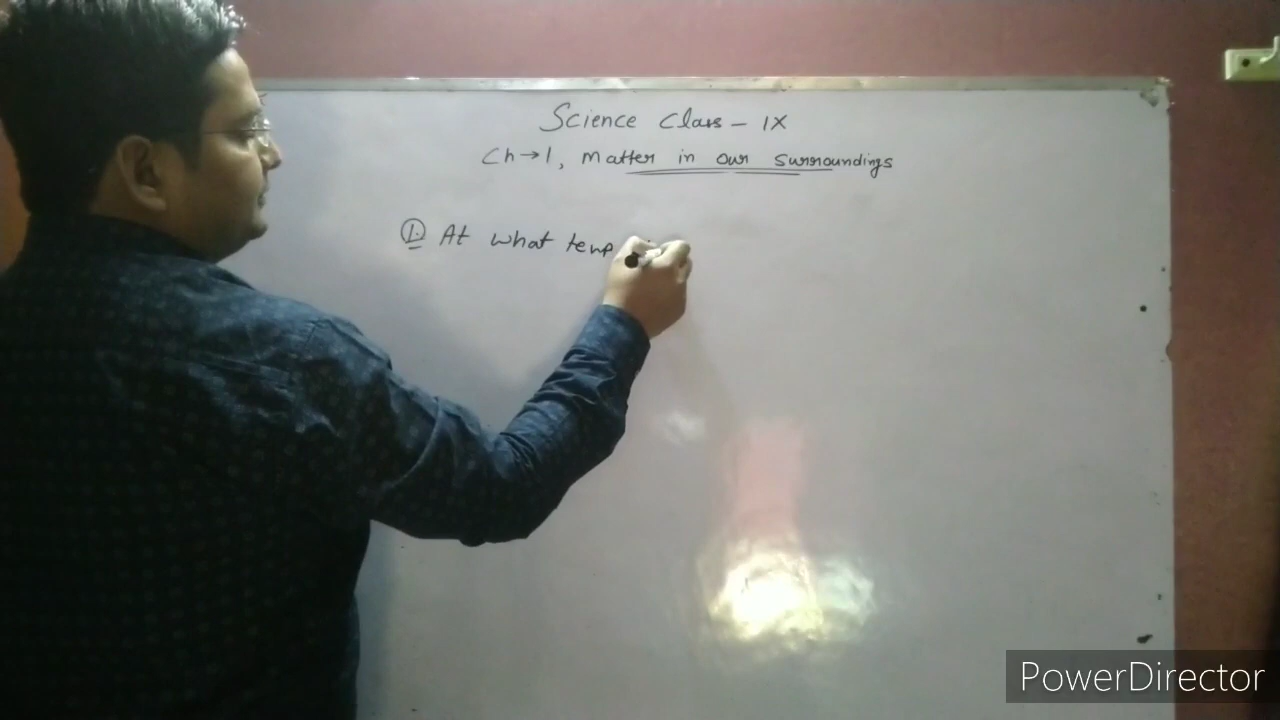 Science Class - IX
Ch→1, Matter in our surroundings
① At what temp
PowerDirector